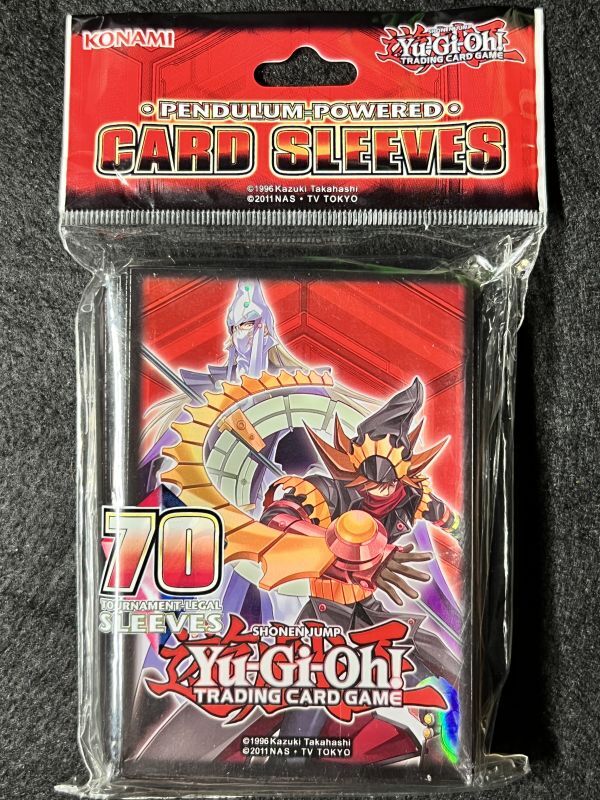 KONAMI
SHONEN JUMP
Yu-Gi-Oh!
TRADING CARD GAME
• PENDULUM-POWERED •
CARD SLEEVES
©1996 Kazuki Takahashi
©2011 NAS • TV TOKYO
70
TOURNAMENT-LEGAL
SLEEVES
SHONEN JUMP
Yu-Gi-Oh!
TRADING CARD GAME
©1996 Kazuki Takahashi
©2011 NAS • TV TOKYO